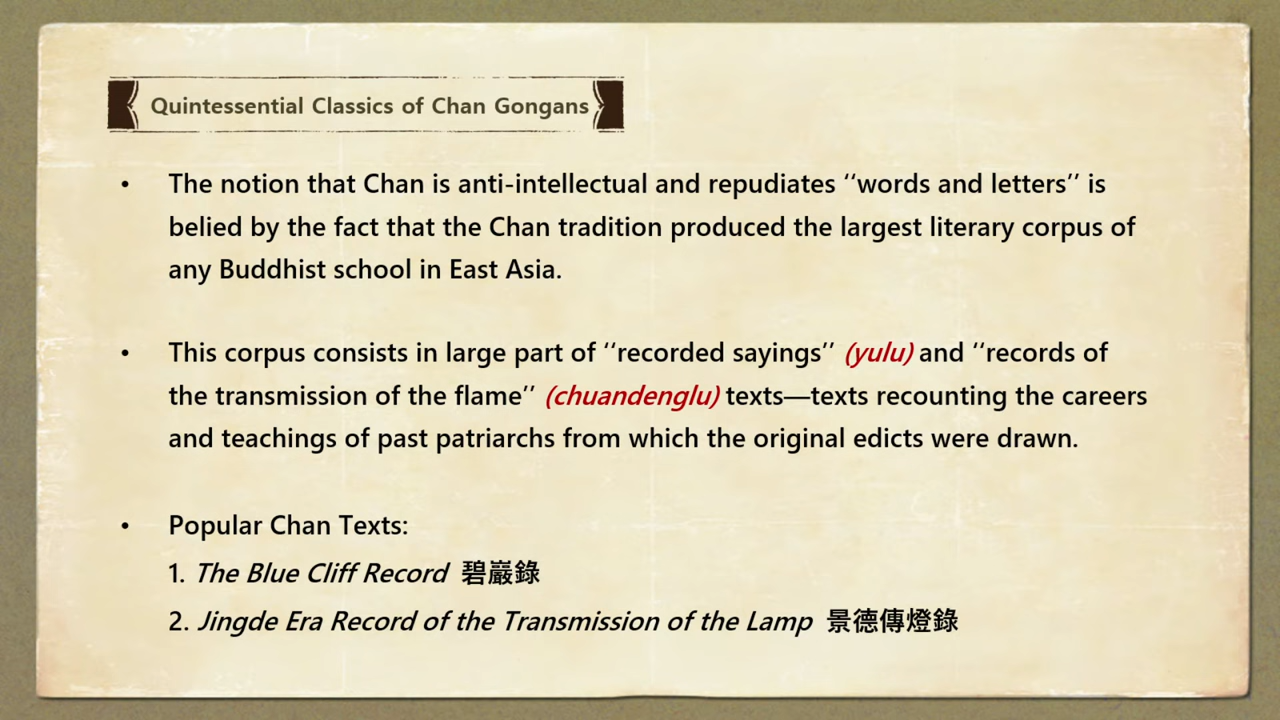 Quintessential Classics of Chan Gongans
• The notion that Chan is anti-intellectual and repudiates ‘‘words and letters’’ is
belied by the fact that the Chan tradition produced the largest literary corpus of
any Buddhist school in East Asia.
• This corpus consists in large part of ‘‘recorded sayings’’ (yulu) and ‘‘records of
the transmission of the flame’’ (chuandenglu) texts—texts recounting the careers
and teachings of past patriarchs from which the original edicts were drawn.
• Popular Chan Texts:
1. The Blue Cliff Record 碧巖錄
2. Jingde Era Record of the Transmission of the Lamp 景德傳燈錄